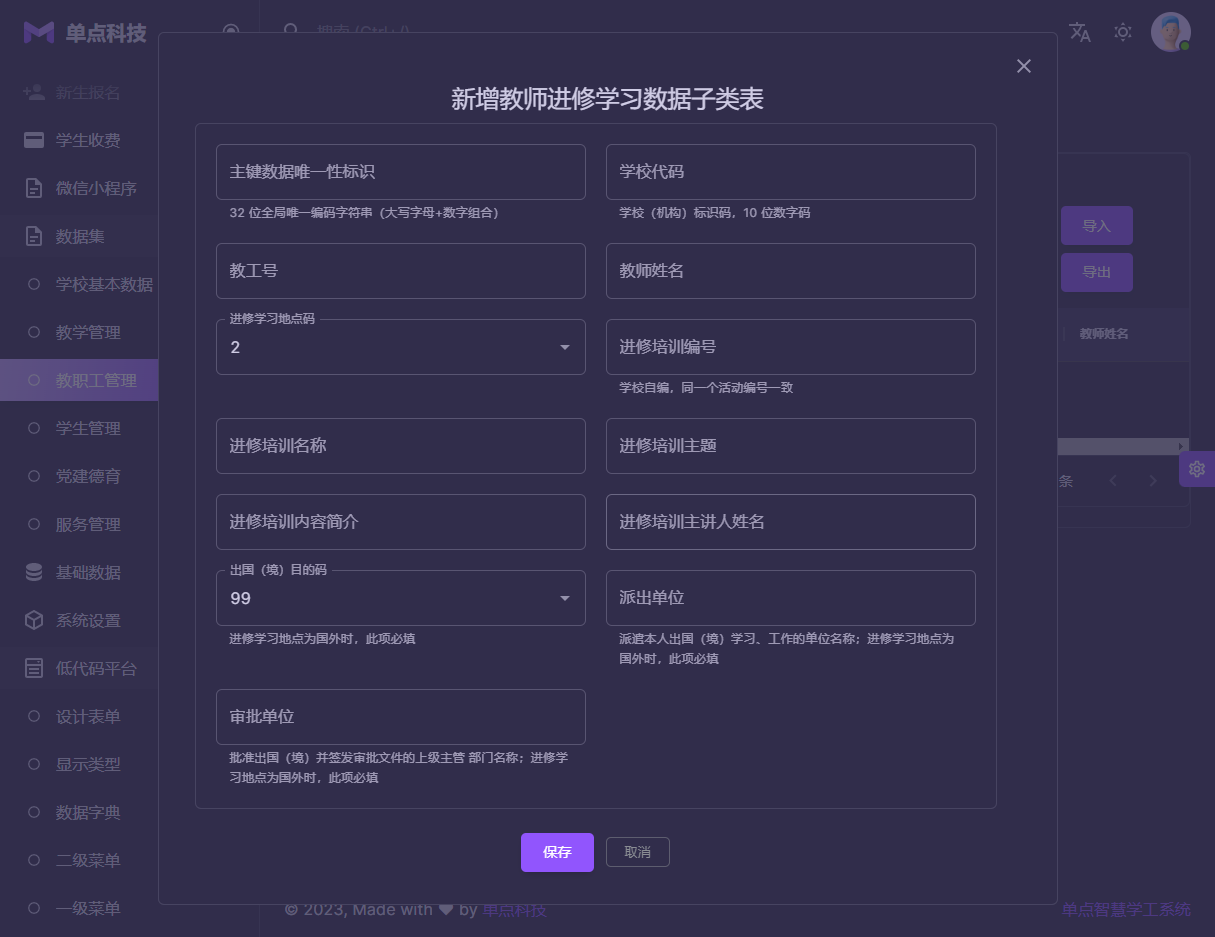 单点科技
搜索 (Ctrl+/)
新生报名
学生收费
微信小程序
数据集
学校基本数据
教学管理
教职工管理
学生管理
党建德育
服务管理
基础数据
系统设置
低代码平台
设计表单
显示类型
数据字典
二级菜单
一级菜单
新增教师进修学习数据子类表
主键数据唯一性标识
32 位全局唯一编码字符串（大写字母+数字组合）
学校代码
学校（机构）标识码，10 位数字码
教工号
教师姓名
进修学习地点码
2
进修培训编号
学校自编，同一个活动编号一致
进修培训名称
进修培训主题
进修培训内容简介
进修培训主讲人姓名
出国（境）目的码
99
进修学习地点为国外时，此项必填
派出单位
派遣本人出国（境）学习、工作的单位名称；进修学习地点为
国外时，此项必填
审批单位
批准出国（境）并签发审批文件的上级主管 部门名称；进修学
习地点为国外时，此项必填
保存
取消
导入
导出
教师姓名
条
© 2023, Made with ❤ by 单点科技
单点智慧学工系统